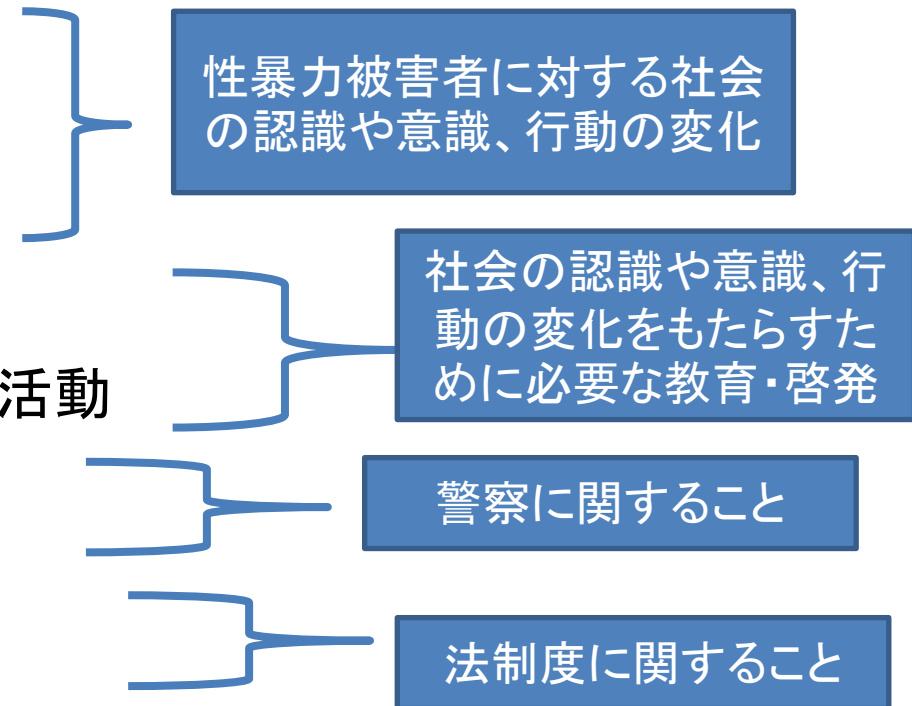 性暴力被害者に対する社会
の認識や意識、行動の変化
社会の認識や意識、行
動の変化をもたらすた
めに必要な教育・啓発
活動
警察に関すること
法制度に関すること